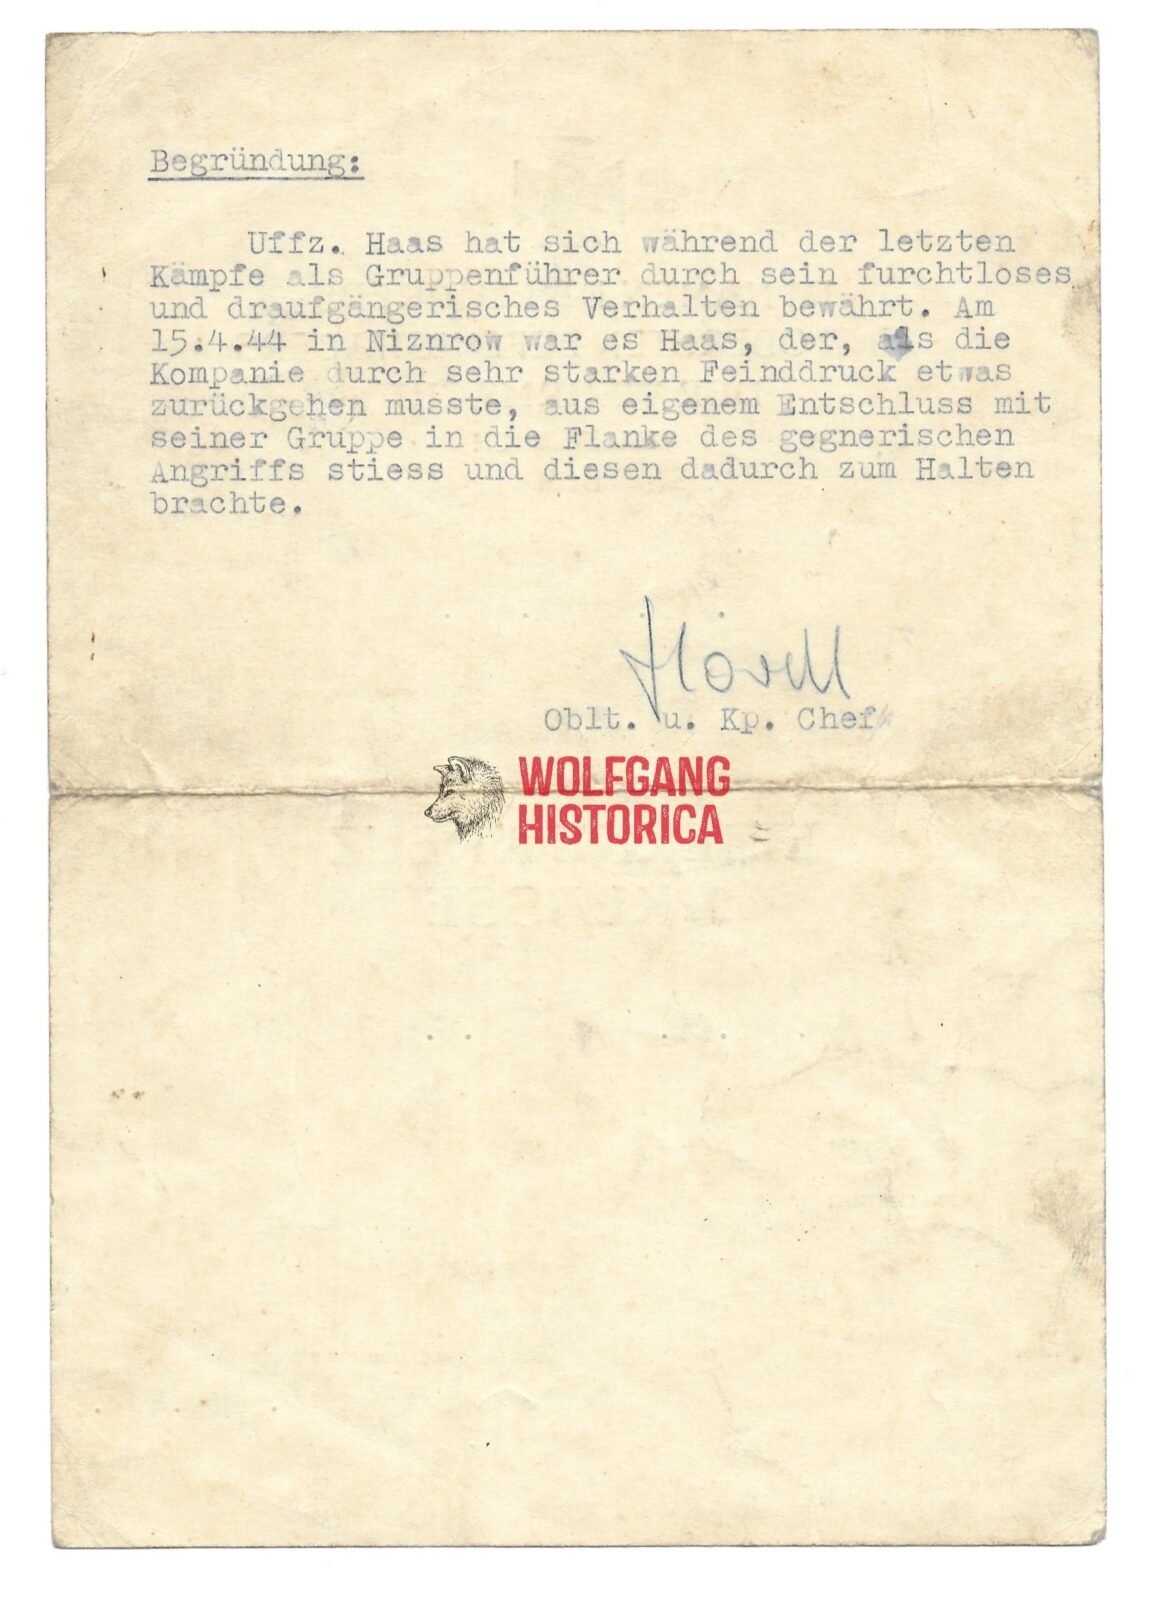 Begründung:
Uffz. Haas hat sich während der letzten
Kämpfe als Gruppenführer durch sein furchtloses
und draufgängerisches Verhalten bewährt. Am
15.4.44 in Niznrow war es Haas, der, als die
Kompanie durch sehr starken Feinddruck etwas
zurückgehen musste, aus eigenem Entschluss mit
seiner Gruppe in die Flanke des gegnerischen
Angriffs stiess und diesen dadurch zum Halten
brachte.
Oblt. u. Kp. Chef
WOLFGANG
HISTORICA